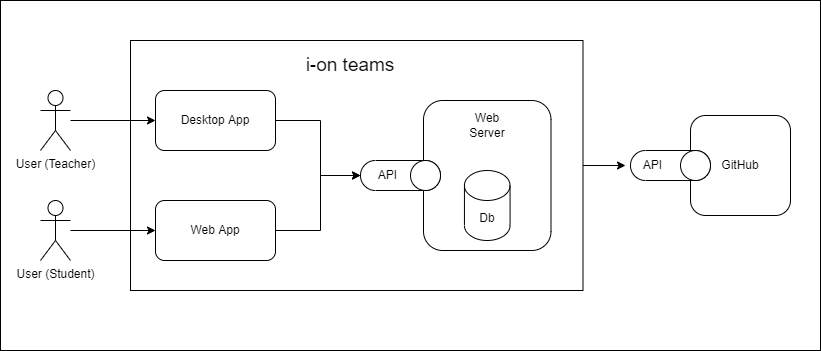 i-on teams
Desktop App
User (Teacher)
Web App
User (Student)
API
Web
Server
Db
API
GitHub